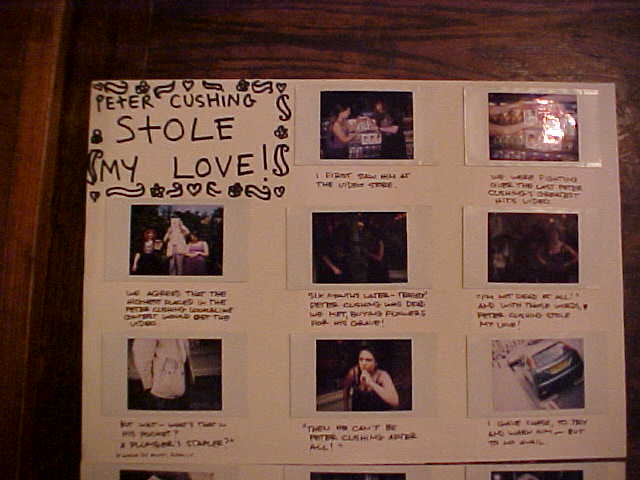 PETER CUSHING
STOLE
MY LOVE!
I FIRST SAW HIM AT
THE VIDEO STORE.
WE WERE FIGHTING
OVER THE LAST PETER
CUSHING'S GREATEST
HITS VIDEO
WE AGREED THAT THE
HIGHEST PLACED IN THE
PETER CUSHING LOOKALIKE
CONTEST WOULD GET THE
VIDEO
SIX MONTHS LATER - TRAGEDY!
PETER CUSHING WAS DEAD.
WE MET, BUYING FLOWERS
FOR HIS GRAVE!
"I'M NOT DEAD AT ALL!"
AND WITH THOSE WORDS,
PETER CUSHING STOLE
MY LOVE!
BUT WAIT - WHAT'S THAT IN
HIS POCKET?
A PLUMBER'S STAPLER?*
"THEN HE CAN'T BE
PETER CUSHING AFTER
ALL!"
I GAVE CHASE, TO TRY
AND WARN HIM - BUT
TO NO AVAIL.